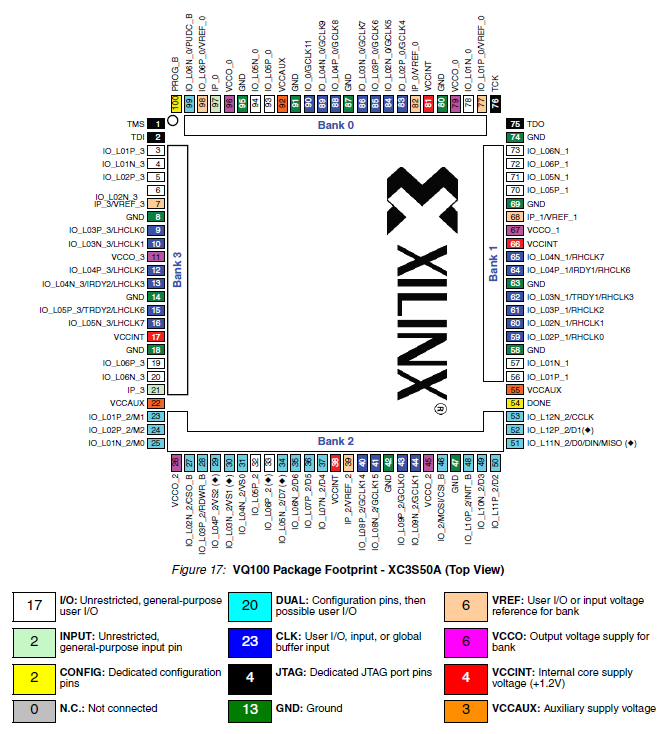 PROG_B
IO_L06N_0/PUDC_B
IO_L06P_0/VREF_0
IP_0
VCCO_0
GND
IO_L05N_0
IO_L05P_0
VCCAUX
GND
IO_0/GCLK11
IO_L04N_0/GCLK9
IO_L04P_0/GCLK8
GND
IO_L03N_0/GCLK7
IO_L03P_0/GCLK6
IO_L02N_0/GCLK5
IO_L02P_0/GCLK4
IP_0/VREF_0
VCCINT
GND
VCCO_0
IO_L01N_0
IO_L01P_0/VREF_0
TCK
100 99 98 97 96 95 94 93 92 91 90 89 88 87 86 85 84 83 82 81 80 79 78 77 76
Bank 0
TMS 1
TDI 2
IO_L01P_3 3
IO_L01N_3 4
IO_L02P_3 5
IO_L02N_3 6
IP_3/VREF_3 7
GND 8
IO_L03P_3/LHCLK0 9
IO_L03N_3/LHCLK1 10
VCCO_3 11
IO_L04P_3/LHCLK2 12
IO_L04N_3/IRDY2/LHCLK3 13
GND 14
IO_L05P_3/TRDY2/LHCLK6 15
IO_L05N_3/LHCLK7 16
VCCINT 17
GND 18
IO_L06P_3 19
IO_L06N_3 20
IP_3 21
VCCAUX 22
IO_L01P_2/M1 23
IO_L02P_2/M2 24
IO_L01N_2/M0 25
Bank 3
XILINX®
Bank 1
75 TDO
74 GND
73 IO_L06N_1
72 IO_L06P_1
71 IO_L05N_1
70 IO_L05P_1
69 GND
68 IP_1/VREF_1
67 VCCO_1
66 VCCINT
65 IO_L04N_1/RHCLK7
64 IO_L04P_1/IRDY1/RHCLK6
63 GND
62 IO_L03N_1/TRDY1/RHCLK3
61 IO_L03P_1/RHCLK2
60 IO_L02N_1/RHCLK1
59 IO_L02P_1/RHCLK0
58 GND
57 IO_L01N_1
56 IO_L01P_1
55 VCCAUX
54 DONE
53 IO_L12N_2/CCLK
52 IO_L12P_2/D1(◆)
51 IO_L11N_2/D0/DIN/MISO (◆)
Bank 2
26 27 28 29 30 31 32 33 34 35 36 37 38 39 40 41 42 43 44 45 46 47 48 49 50
VCCO_2
IO_L02N_2/CSO_B
IO_L03P_2/RDWR_B
IO_L04P_2/VS2 (◆)
IO_L03N_2/VS1 (◆)
IO_L04N_2/VS0
IO_L05P_2
IO_L06P_2 (◆)
IO_L05N_2/D7 (◆)
IO_L06N_2/D6
IO_L07P_2/D5
IO_L07N_2/D4
VCCINT
IP_2/VREF_2
IO_L08P_2/GCLK14
IO_L08N_2/GCLK15
GND
IO_L09P_2/GCLK0
IO_L09N_2/GCLK1
VCCO_2
IO_2/MOSI/CSI_B
GND
IO_L10P_2/INIT_B
IO_L10N_2/D3
IO_L11P_2/D2
Figure 17: VQ100 Package Footprint - XC3S50A (Top View)
17 I/O: Unrestricted, general-purpose
user I/O
20 DUAL: Configuration pins, then
possible user I/O
6 VREF: User I/O or input voltage
reference for bank
2 INPUT: Unrestricted,
general-purpose input pin
23 CLK: User I/O, input, or global
buffer input
6 VCCO: Output voltage supply for
bank
2 CONFIG: Dedicated configuration
pins
4 JTAG: Dedicated JTAG port pins
4 VCCINT: Internal core supply
voltage (+1.2V)
0 N.C.: Not connected
13 GND: Ground
3 VCCAUX: Auxiliary supply voltage